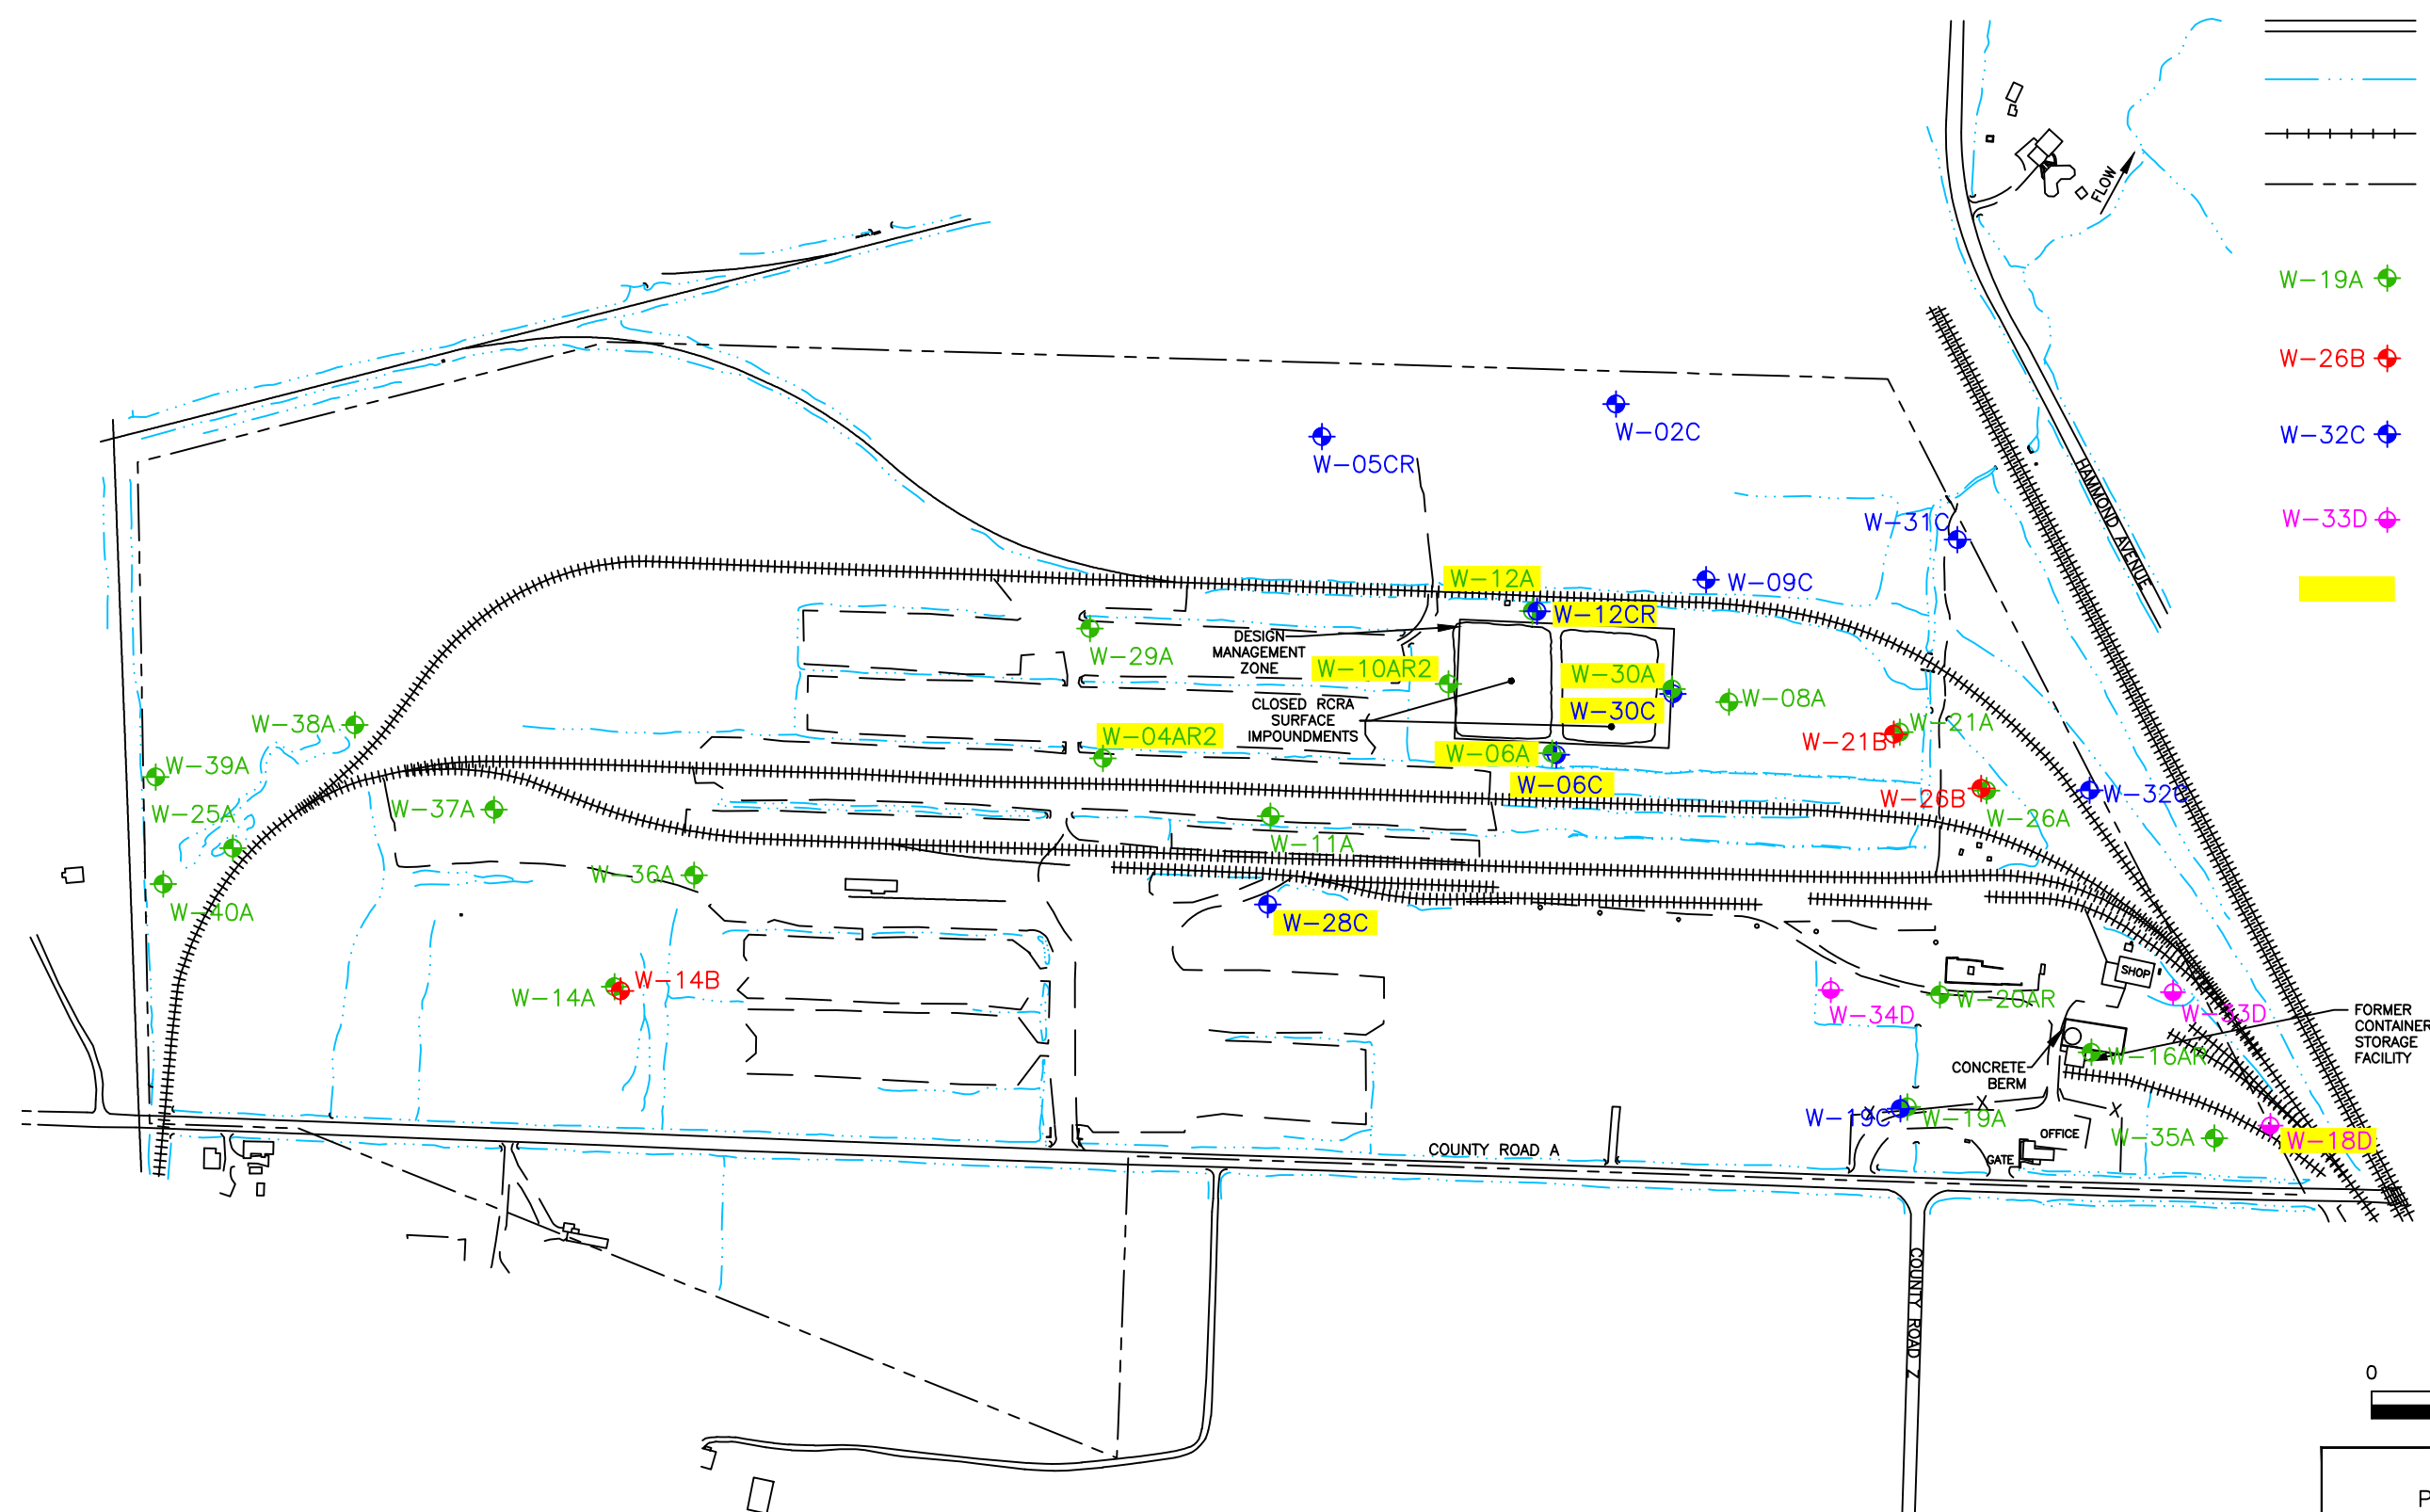 FLOW
W-19A
W-26B
W-02C
W-32C
W-05CR
HAMMOND AVENUE
W-31C
W-33D
W-12A
W-09C
W-12CR
DESIGN
MANAGEMENT
ZONE
W-29A
W-10AR2
W-30A
W-08A
CLOSED RCRA
SURFACE
IMPOUNDMENTS
W-30C
W-38A
W-04AR2
W-21A
W-21B
W-06A
W-39A
W-06C
W-32C
W-26B
W-25A
W-37A
W-26A
W-11A
W-36A
W-40A
W-28C
W-14B
W-14A
SHOP
W-20AR
W-34D
W-33D
FORMER
CONTAINER
STORAGE
FACILITY
W-16AR
CONCRETE
BERM
W-19C
X
X
X
W-19A
OFFICE
W-35A
W-18D
COUNTY ROAD A
GATE
COUNTY ROAD Z
0
P